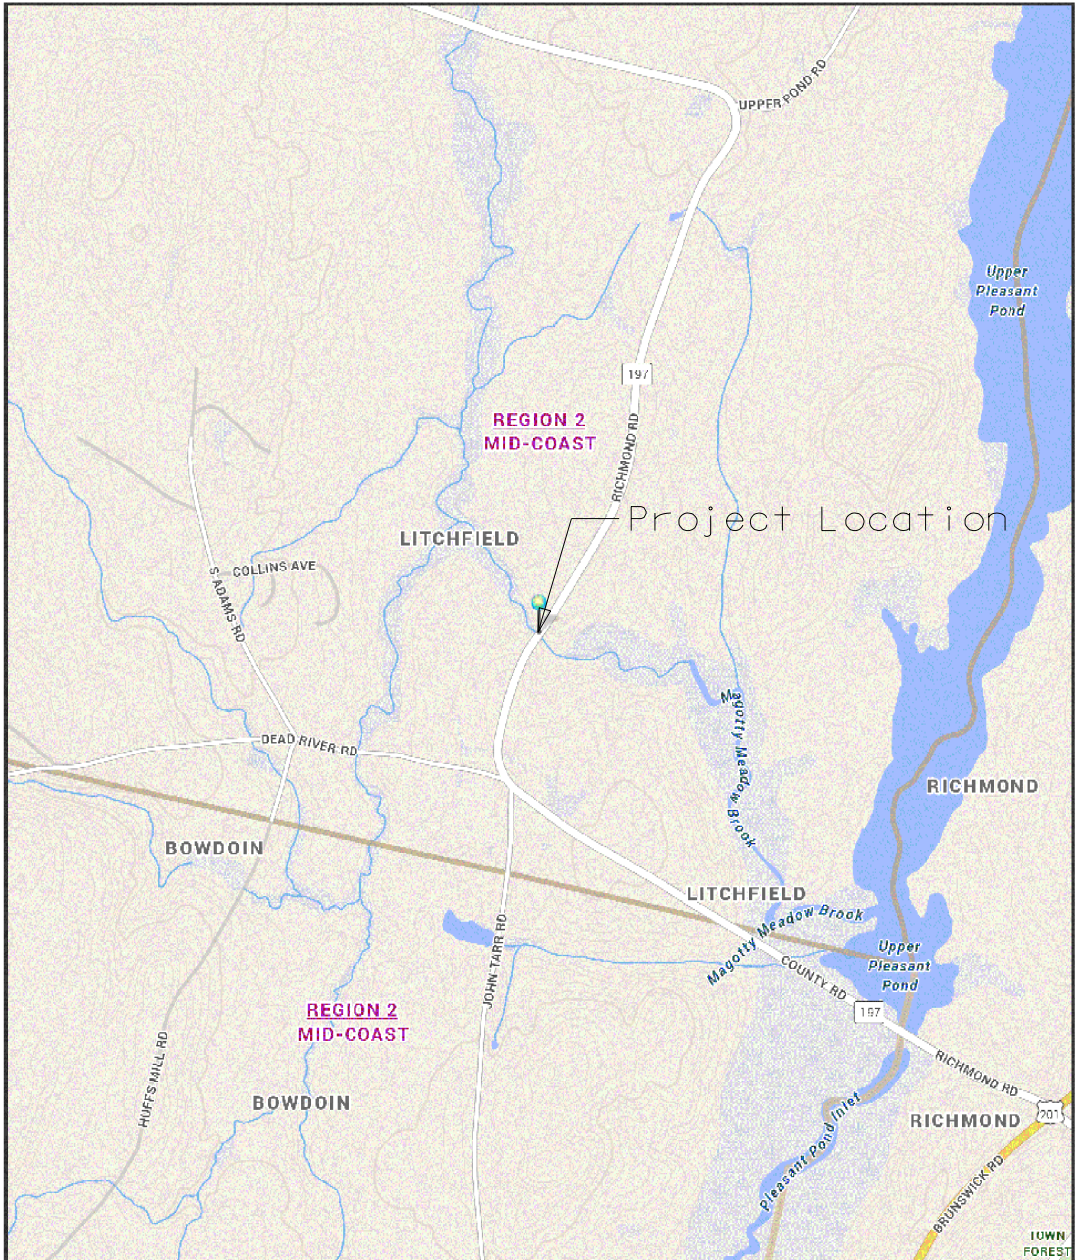 UPPER POND RD
Upper
Pleasant
Pond
197
REGION 2
MID-COAST
RICHMOND RD
Project Location
LITCHFIELD
COLLINS AVE
S ADAMS RD
Magotty Meadow Brook
DEAD RIVER RD
RICHMOND
BOWDOIN
LITCHFIELD
Magotty Meadow Brook
Upper
Pleasant
Pond
JOHN TARR RD
COUNTY RD
197
REGION 2
MID-COAST
HUFFS MILL RD
RICHMOND RD
BOWDOIN
201
RICHMOND
Pleasant Pond Inlet
BRUNSWICK RD
TOWN
FOREST